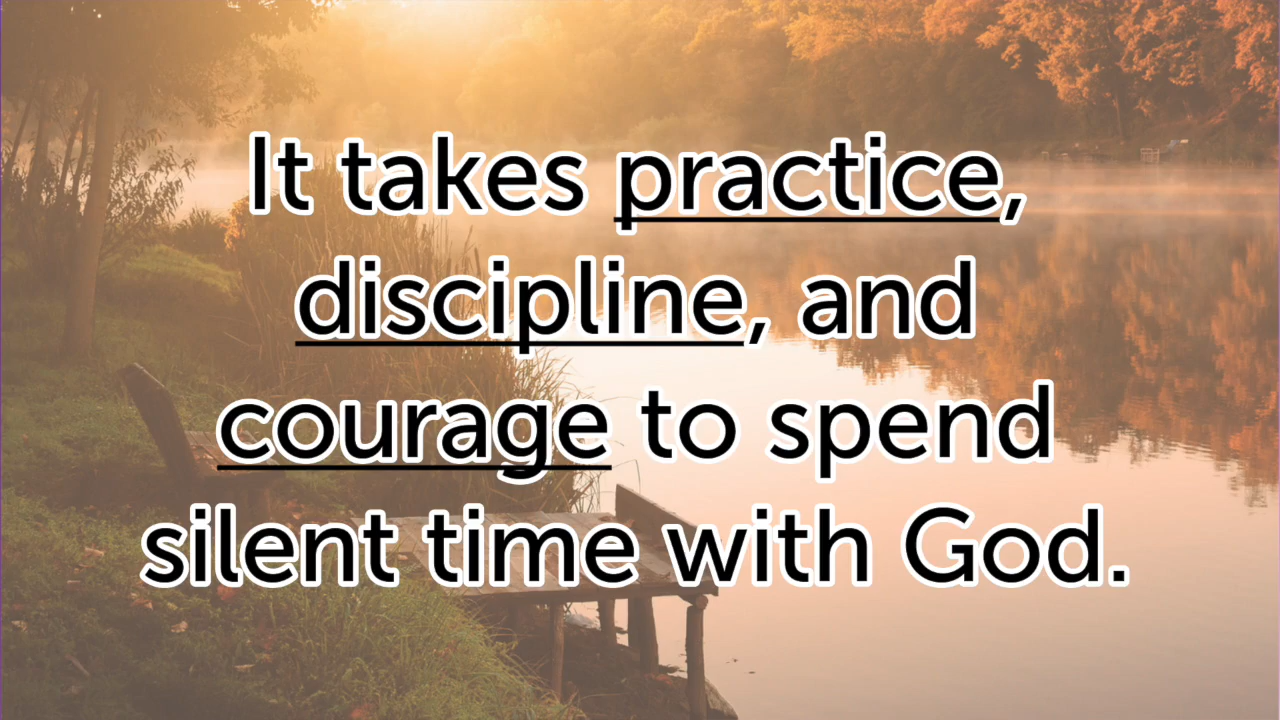 It takes practice,
discipline, and
courage to spend
silent time with God.